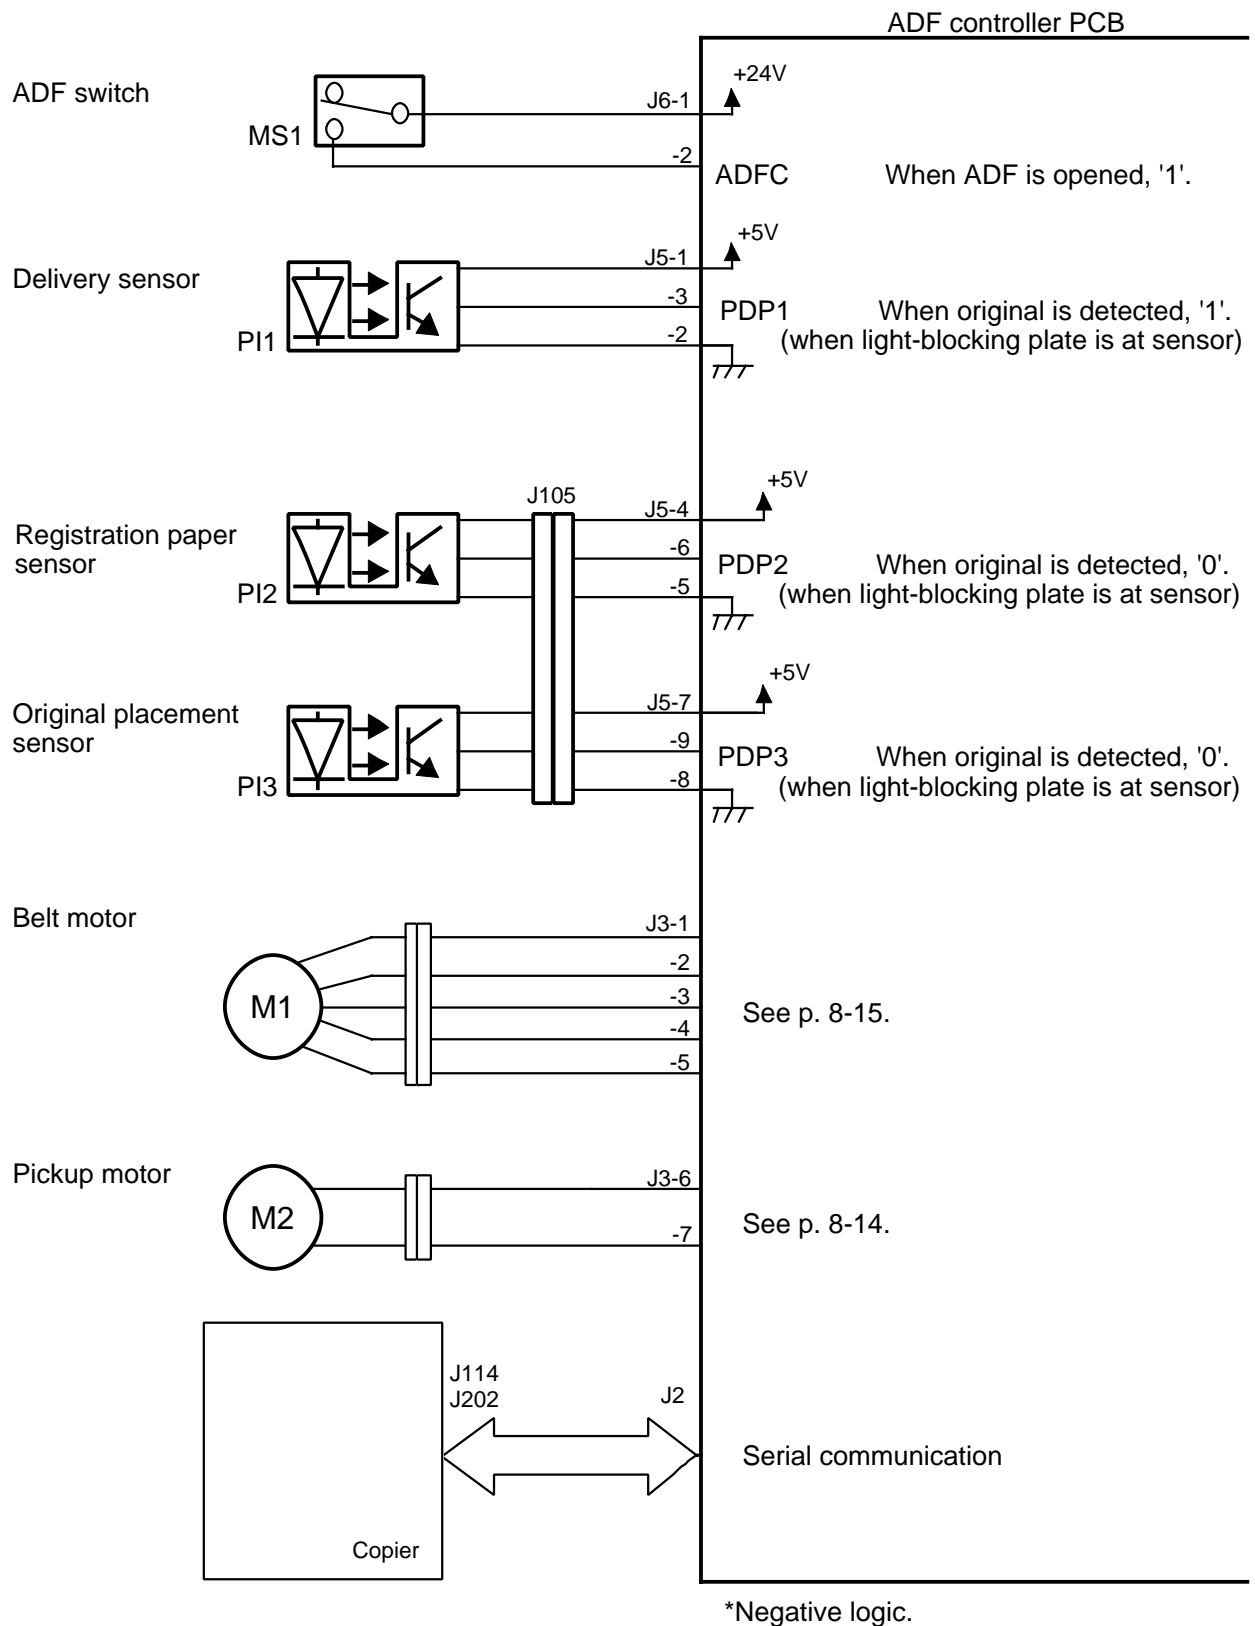 ADF controller PCB
+24V
ADF switch
J6-1
MS1
-2
ADFC When ADF is opened, '1'.
+5V
Delivery sensor
J5-1
-3
PDP1 When original is detected, '1'.
PI1
-2
(when light-blocking plate is at sensor)
+5V
J105
J5-4
Registration paper
sensor
-6
PDP2 When original is detected, '0'.
PI2
-5
(when light-blocking plate is at sensor)
+5V
Original placement
sensor
J5-7
-9
PDP3 When original is detected, '0'.
PI3
-8
(when light-blocking plate is at sensor)
Belt motor
J3-1
-2
M1
-3
See p. 8-15.
-4
-5
Pickup motor
J3-6
M2
See p. 8-14.
-7
J114
J202
J2
Serial communication
Copier
*Negative logic.